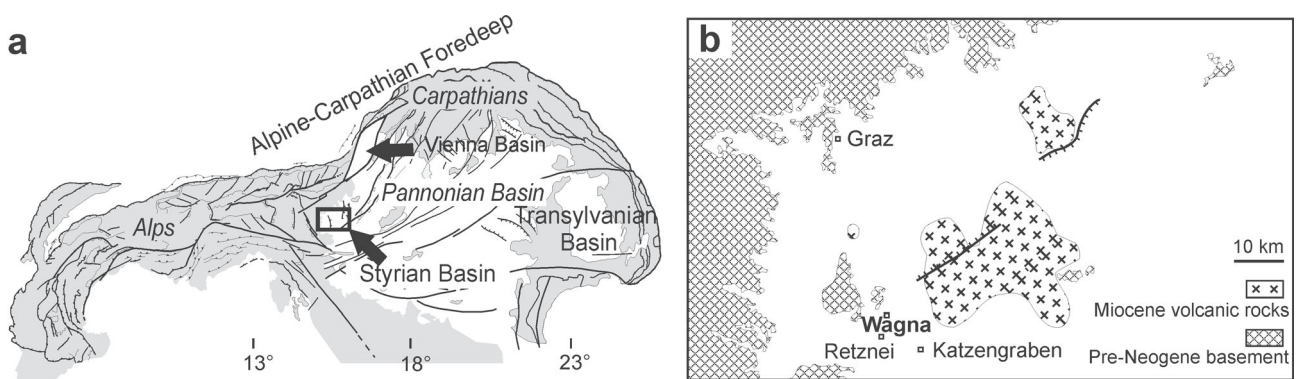 a
Alpine-Carpathian Foredeep
Carpathians
Vienna Basin
Pannonian Basin
Alps
Transylvanian
Basin
Styrian Basin
13°
18°
23°
b
Graz
10 km
Miocene volcanic rocks
Wagna
Retznei
Katzengraben
Pre-Neogene basement